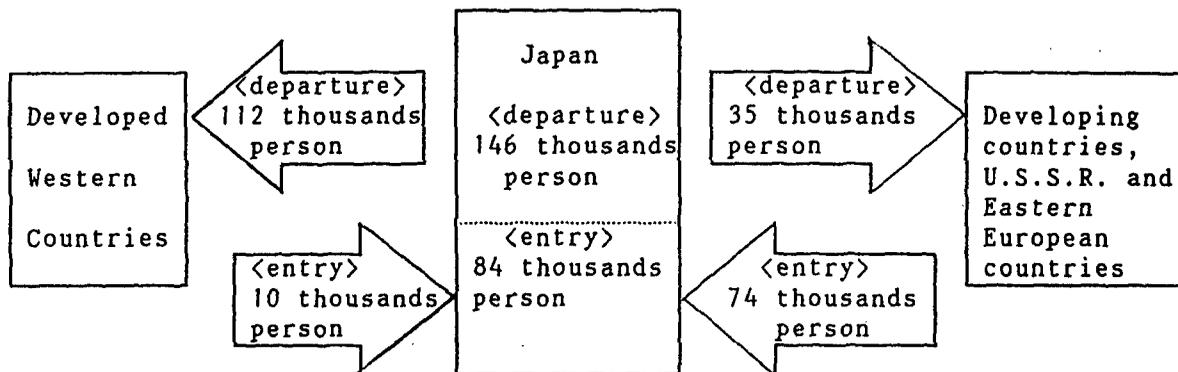 Developed
Western
Countries
<departure>
112 thousands
person
<entry>
10 thousands
person
Japan
<departure>
146 thousands
person
<entry>
84 thousands
person
<departure>
35 thousands
person
<entry>
74 thousands
person
Developing
countries,
U.S.S.R. and
Eastern
European
countries